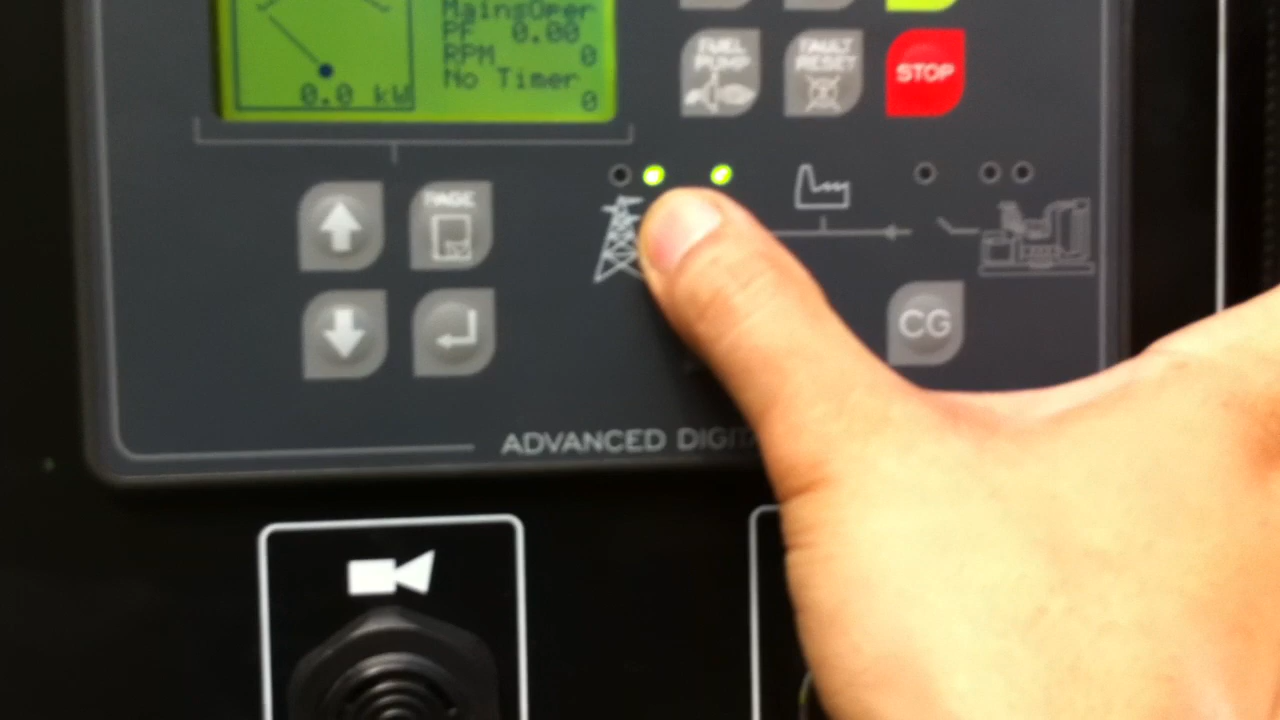 MainsOper
PF 0.00
RPM 0
No Timer
0.0 kW
0
FUEL PUMP
FAULT RESET
STOP
PAGE
CG
ADVANCED DIGIT